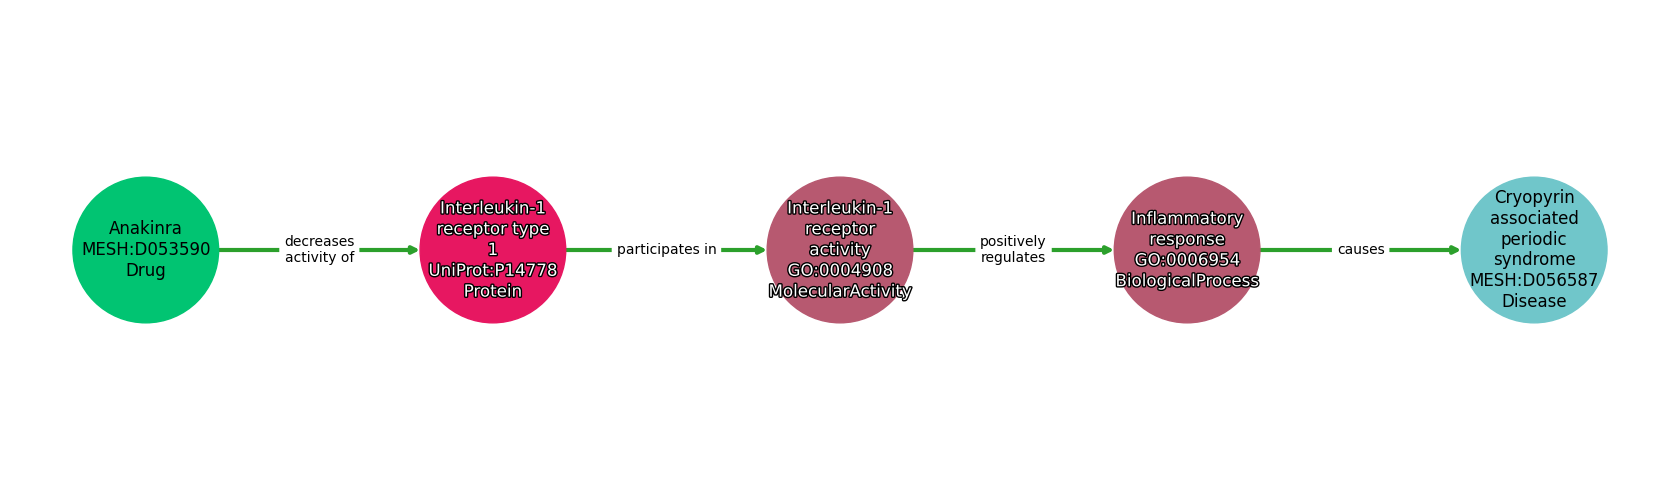 Anakinra
MESH:D053590
Drug
decreases
activity of
Interleukin-1
receptor type
1
UniProt:P14778
Protein
participates in
Interleukin-1
receptor
activity
GO:0004908
MolecularActivity
positively
regulates
Inflammatory
response
GO:0006954
BiologicalProcess
causes
Cryopyrin
associated
periodic
syndrome
MESH:D056587
Disease